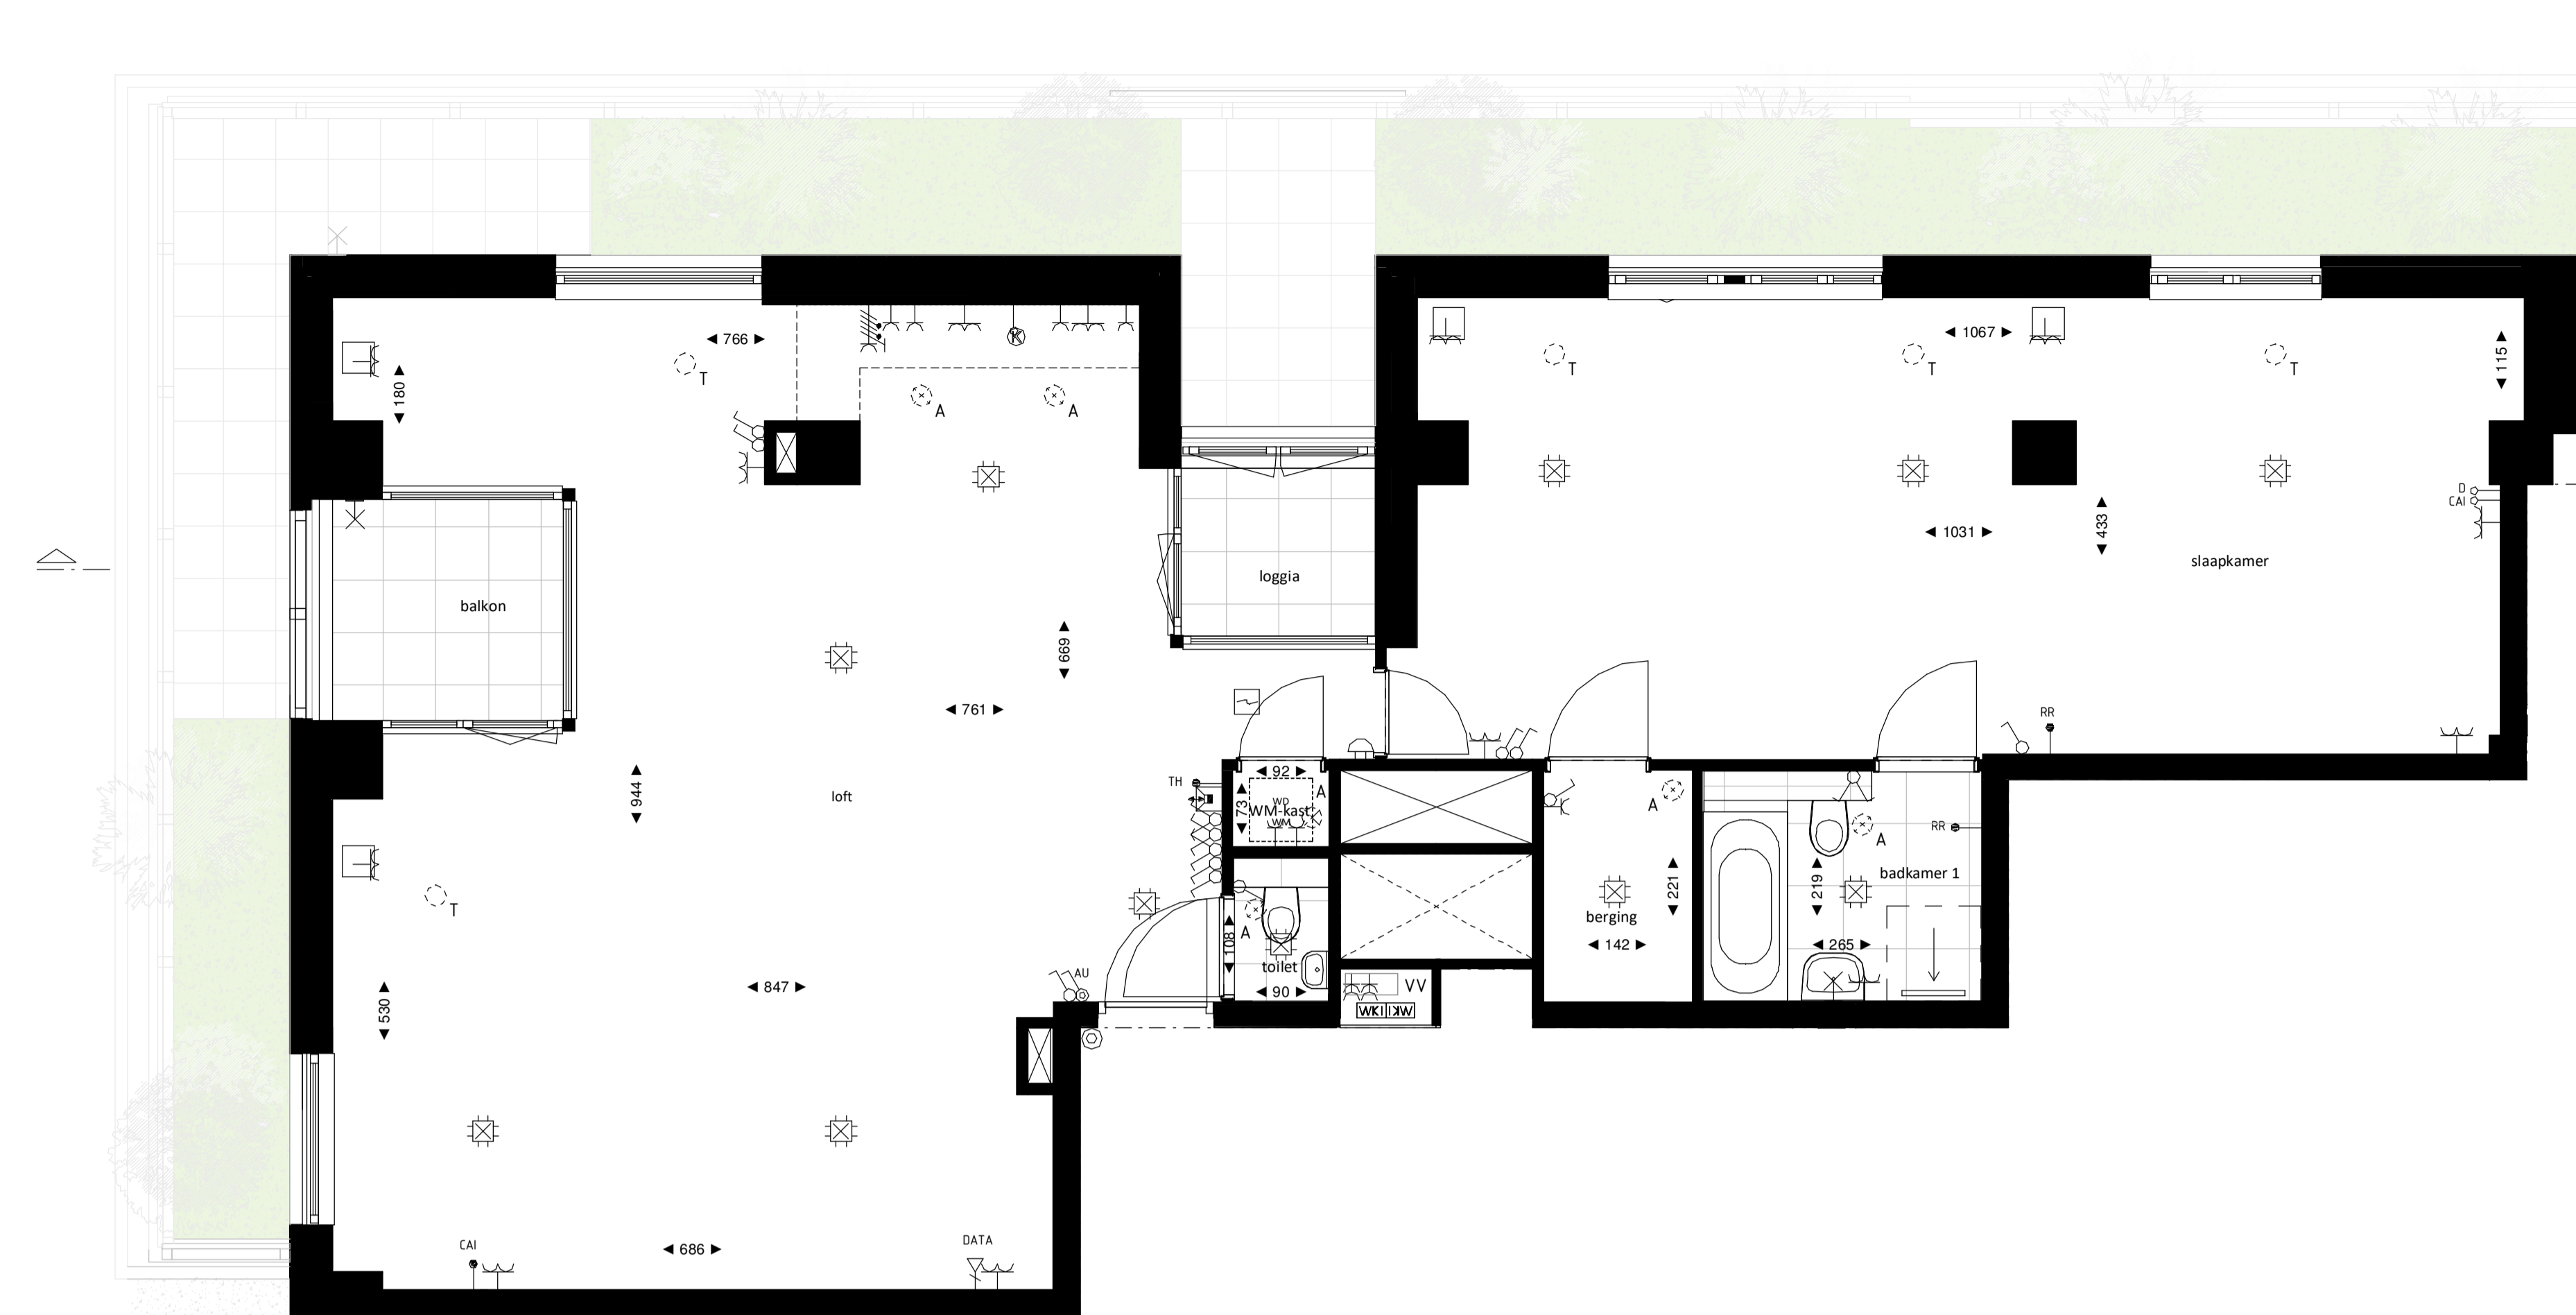 766
1067
115
180
T
T
T
T
K
A
A
D
CAI
1031
433
slaapkamer
loggia
balkon
669
761
RR
944
loft
TH
92
73
WD
WM-kast
WM
A
A
A
RR
badkamer 1
221
219
T
A
108
berging
142
265
toilet
90
AU
VV
WKI
847
530
CAI
DATA
686